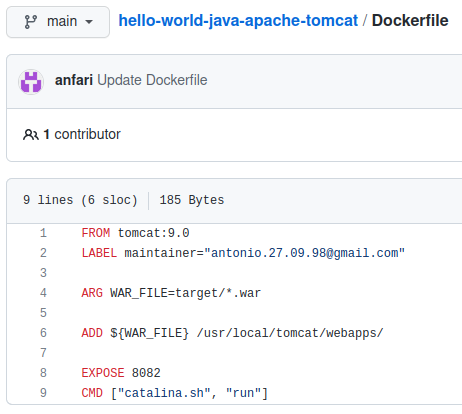 main
hello-world-java-apache-tomcat / Dockerfile
anfari Update Dockerfile
1 contributor
9 lines (6 sloc) 185 Bytes
1 FROM tomcat:9.0
2 LABEL maintainer="antonio.27.09.98@gmail.com"
3
4 ARG WAR_FILE=target/*.war
5
6 ADD ${WAR_FILE} /usr/local/tomcat/webapps/
7
8 EXPOSE 8082
9 CMD ["catalina.sh", "run"]